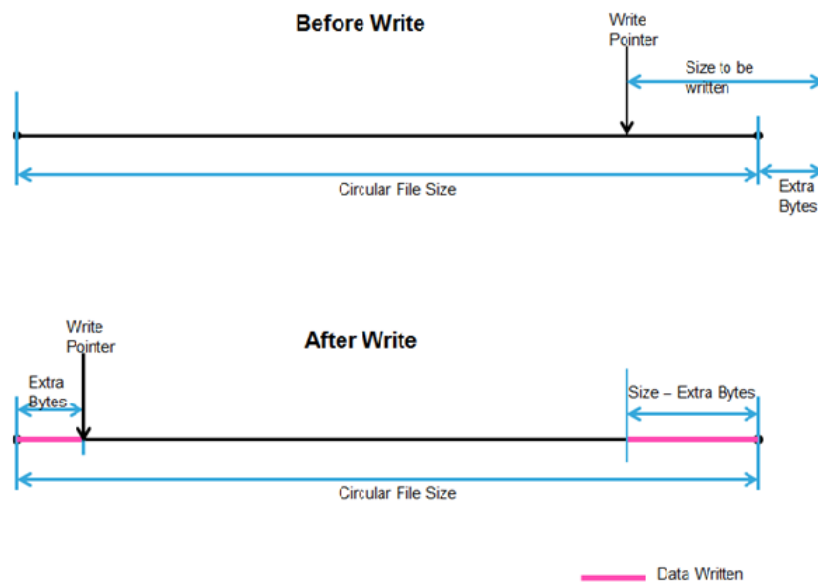 Before Write
Write
Pointer
Size to be
written
Circular File Size
Extra
Bytes
Write
Pointer
After Write
Extra
Bytes
Size – Extra Bytes
Circular File Size
Data Written